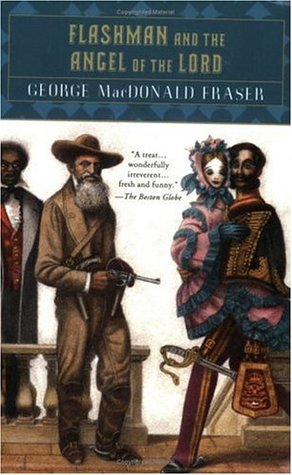 FLASHMAN AND THE
ANGEL OF THE LORD
GEORGE MACDONALD FRASER
"A treat...
wonderfully
irreverent...
fresh and funny."
—The Boston Globe